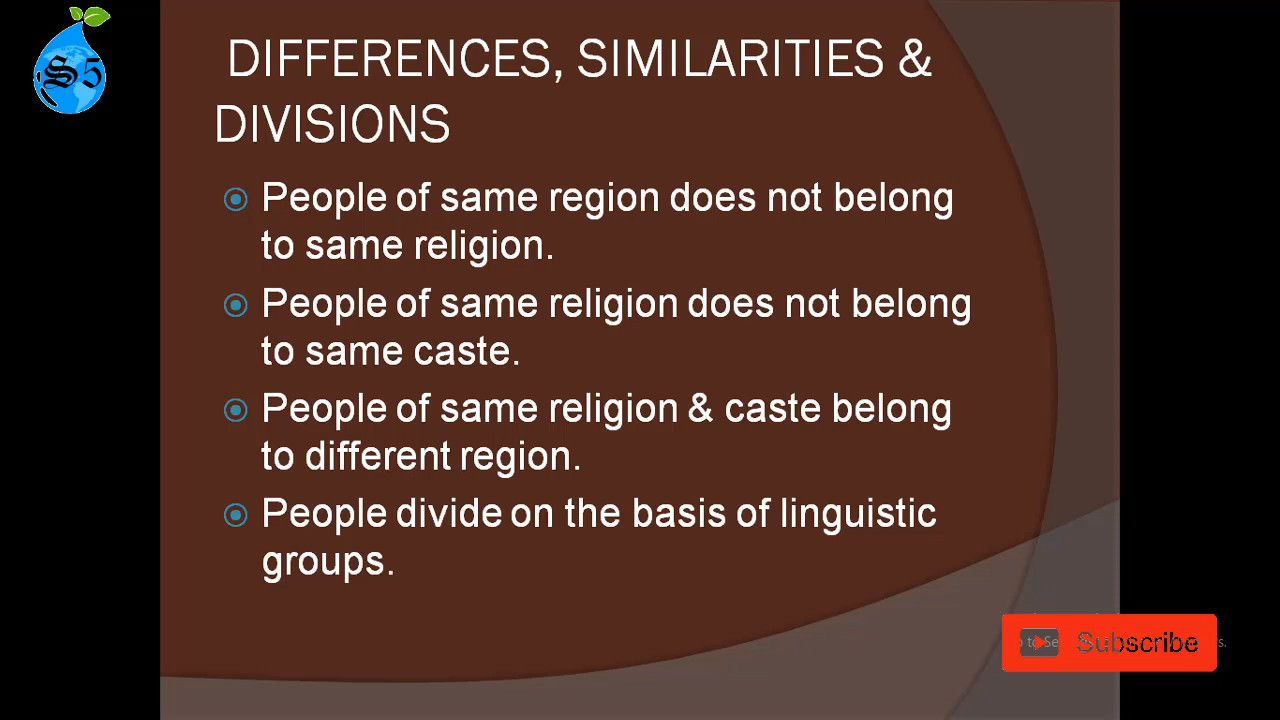 S5
DIFFERENCES, SIMILARITIES &
DIVISIONS
People of same region does not belong
to same religion.
People of same religion does not belong
to same caste.
People of same religion & caste belong
to different region.
People divide on the basis of linguistic
groups.
Subscribe